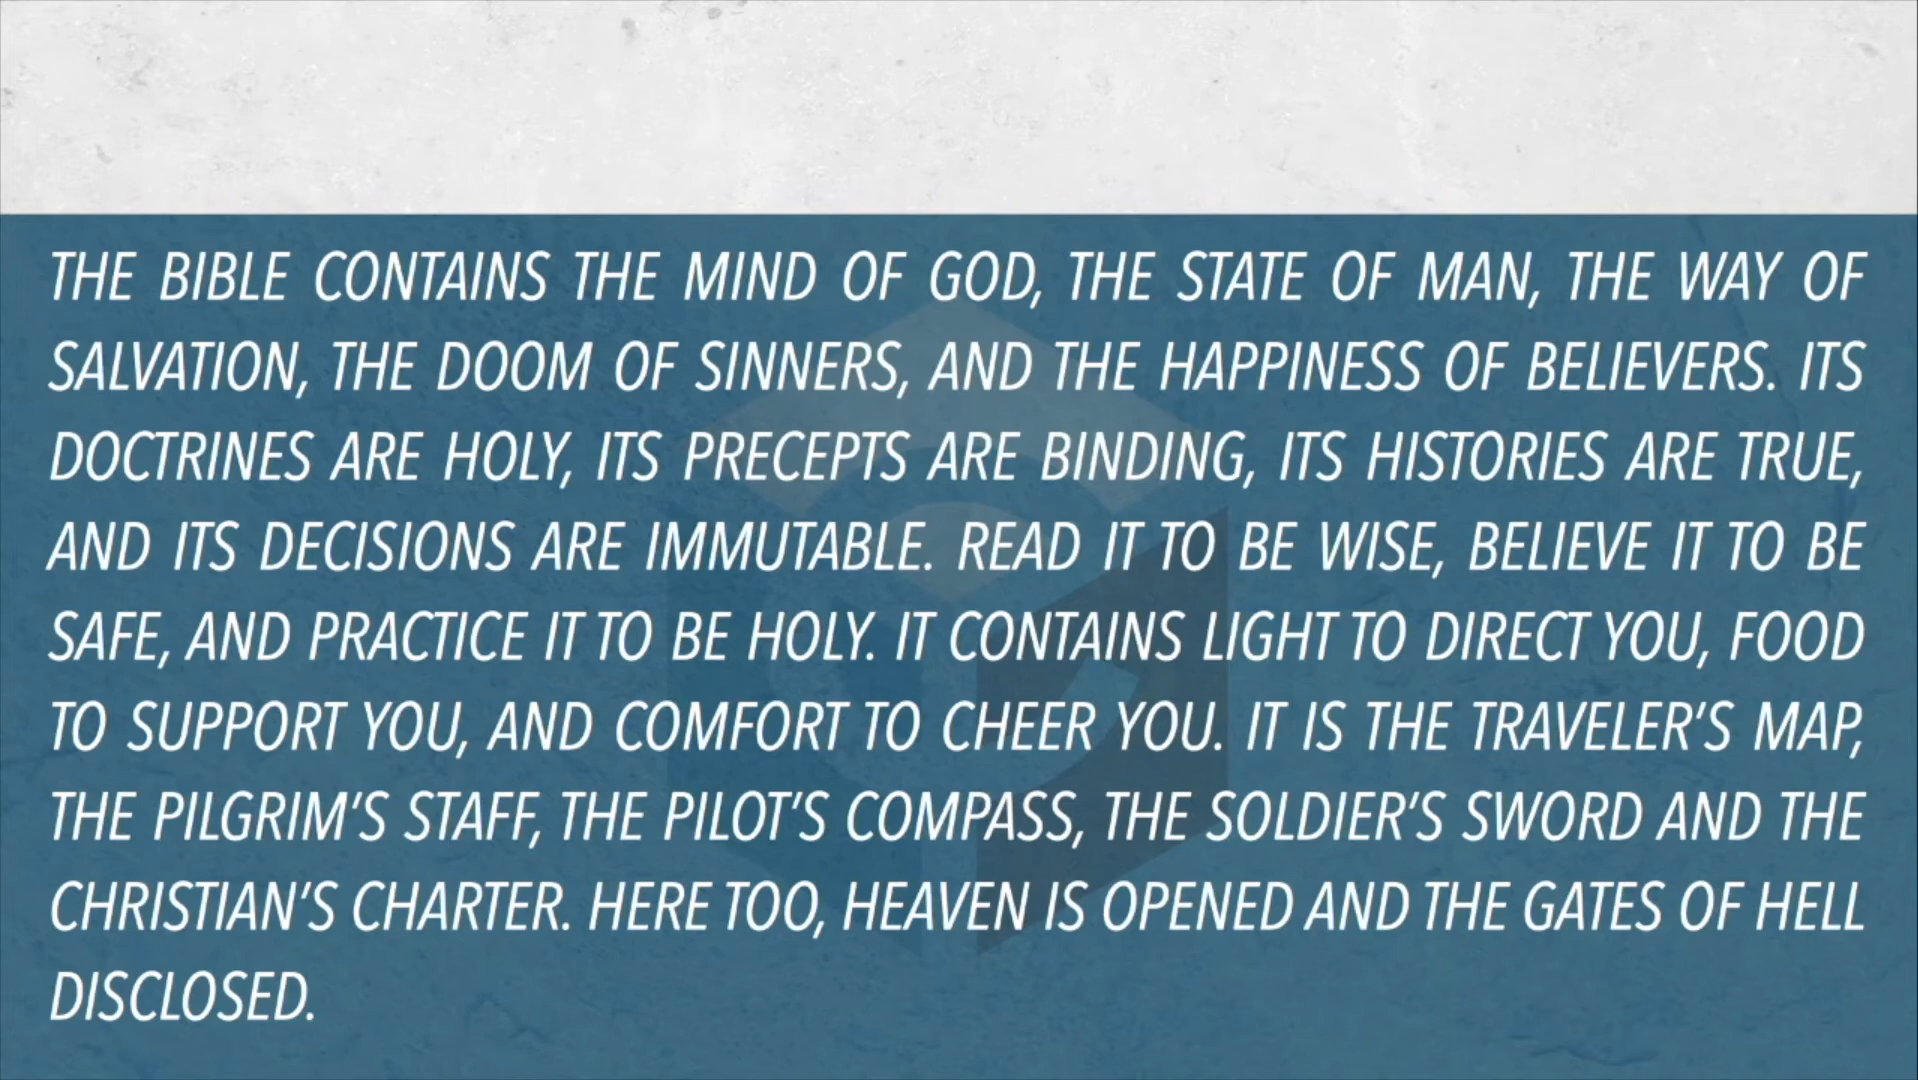 THE BIBLE CONTAINS THE MIND OF GOD, THE STATE OF MAN, THE WAY OF
SALVATION, THE DOOM OF SINNERS, AND THE HAPPINESS OF BELIEVERS. ITS
DOCTRINES ARE HOLY, ITS PRECEPTS ARE BINDING, ITS HISTORIES ARE TRUE,
AND ITS DECISIONS ARE IMMUTABLE. READ IT TO BE WISE, BELIEVE IT TO BE
SAFE, AND PRACTICE IT TO BE HOLY. IT CONTAINS LIGHT TO DIRECT YOU, FOOD
TO SUPPORT YOU, AND COMFORT TO CHEER YOU. IT IS THE TRAVELER'S MAP,
THE PILGRIM'S STAFF, THE PILOT'S COMPASS, THE SOLDIER'S SWORD AND THE
CHRISTIAN'S CHARTER. HERE TOO, HEAVEN IS OPENED AND THE GATES OF HELL
DISCLOSED.